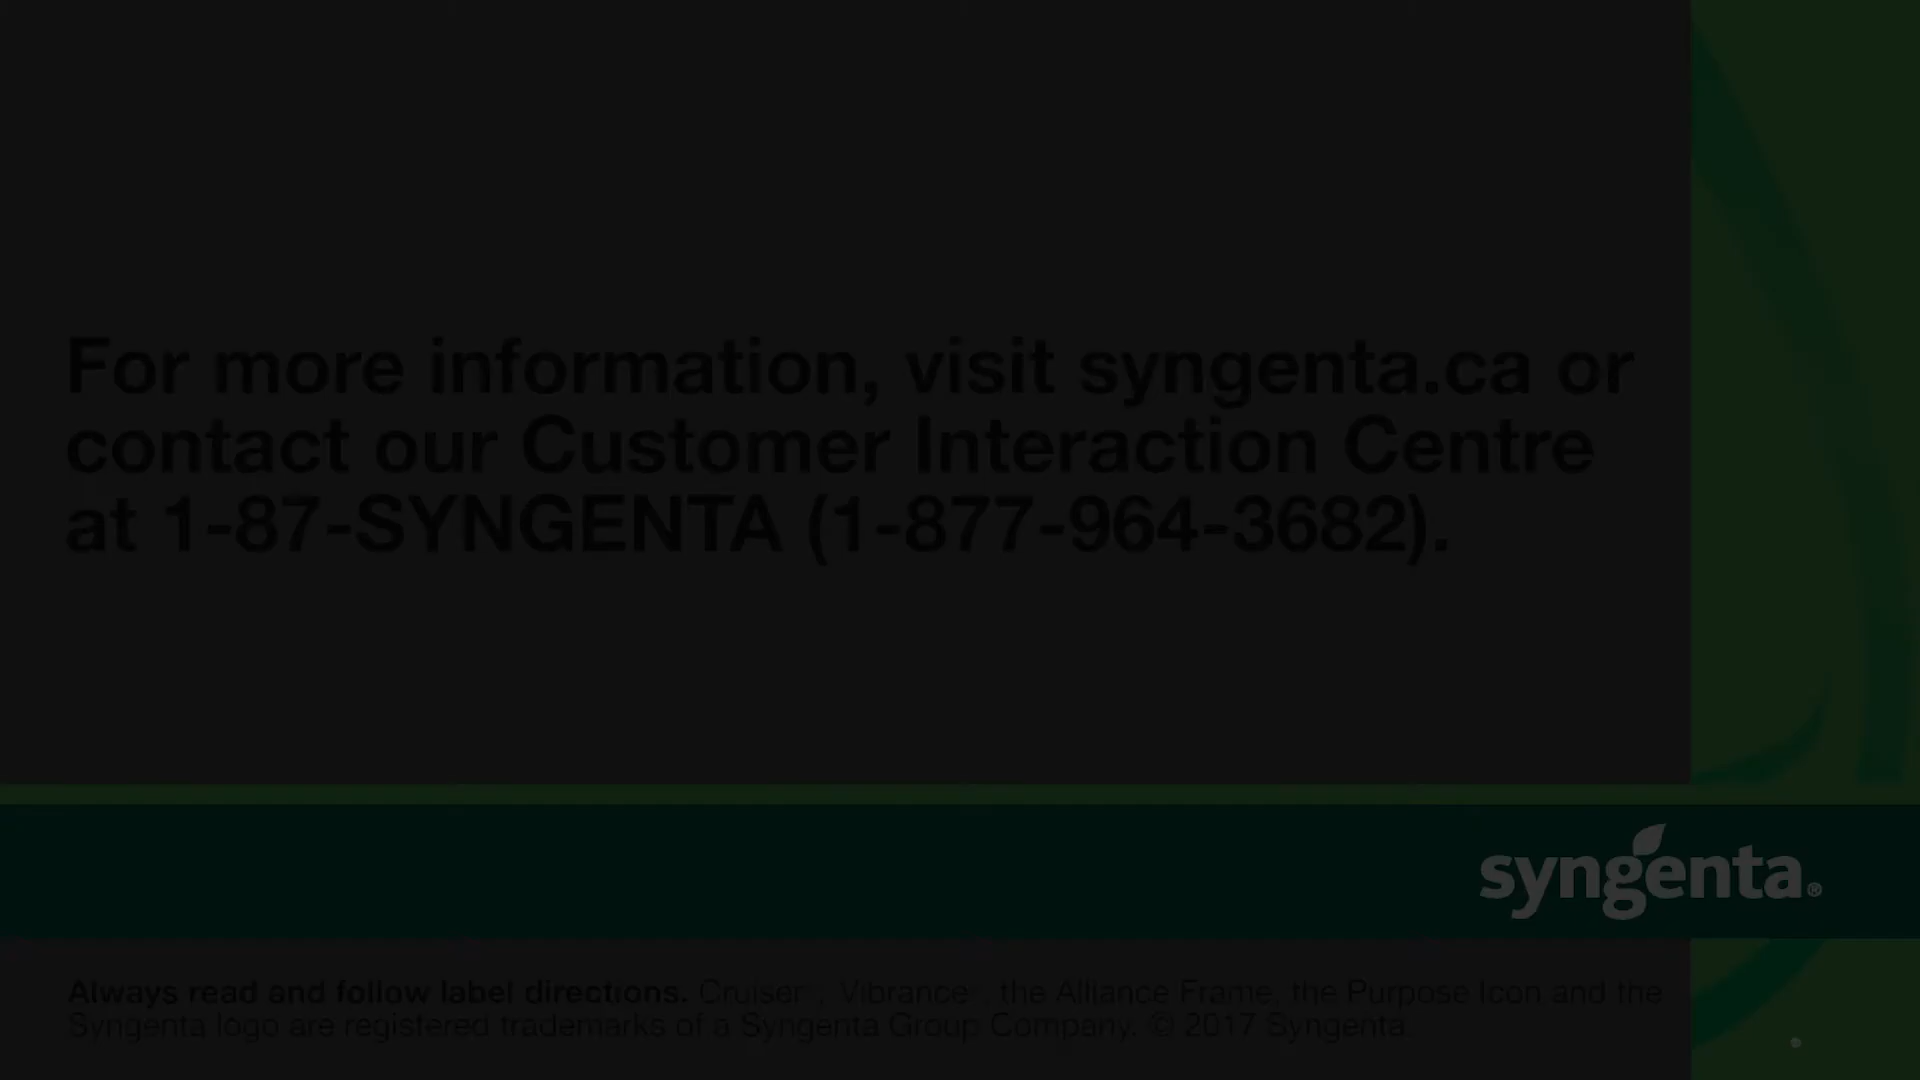 For more information, visit syngenta.ca or
contact our Customer Interaction Centre
at 1-87-SYNGENTA (1-877-964-3682).
syngenta®
Always read and follow label directions. Cruiser®, Vibrance®, the Alliance Frame, the Purpose Icon and the
Syngenta logo are registered trademarks of a Syngenta Group Company. © 2017 Syngenta.